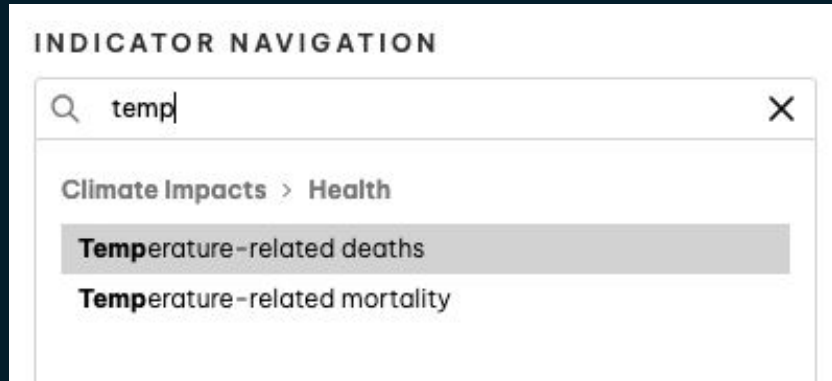 INDICATOR NAVIGATION
temp
Climate Impacts > Health
Temperature-related deaths
Temperature-related mortality